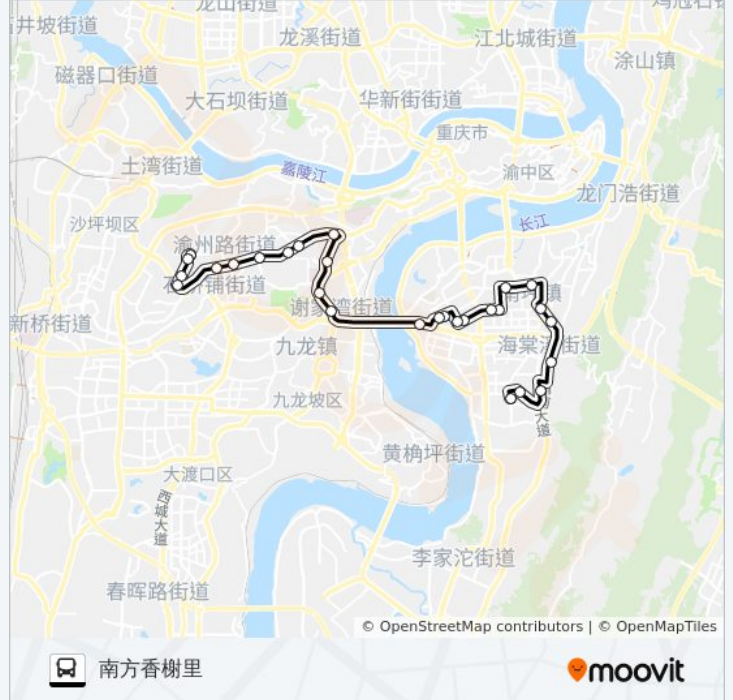 龙山街道
井坡街道
龙溪街道
江北城街道
涂山镇
磁器口街道
大石坝街道
华新街街道
重庆市
土湾街道
嘉陵江
渝中区
龙门浩街道
沙坪坝区
长江
渝州路街道
新桥街道
九龙镇
九龙坡区
黄桷坪街道
大渡口区
西城大道
李家沱街道
春晖路街道
© OpenStreetMap contributors | © OpenMapTiles
南方香榭里
moovit